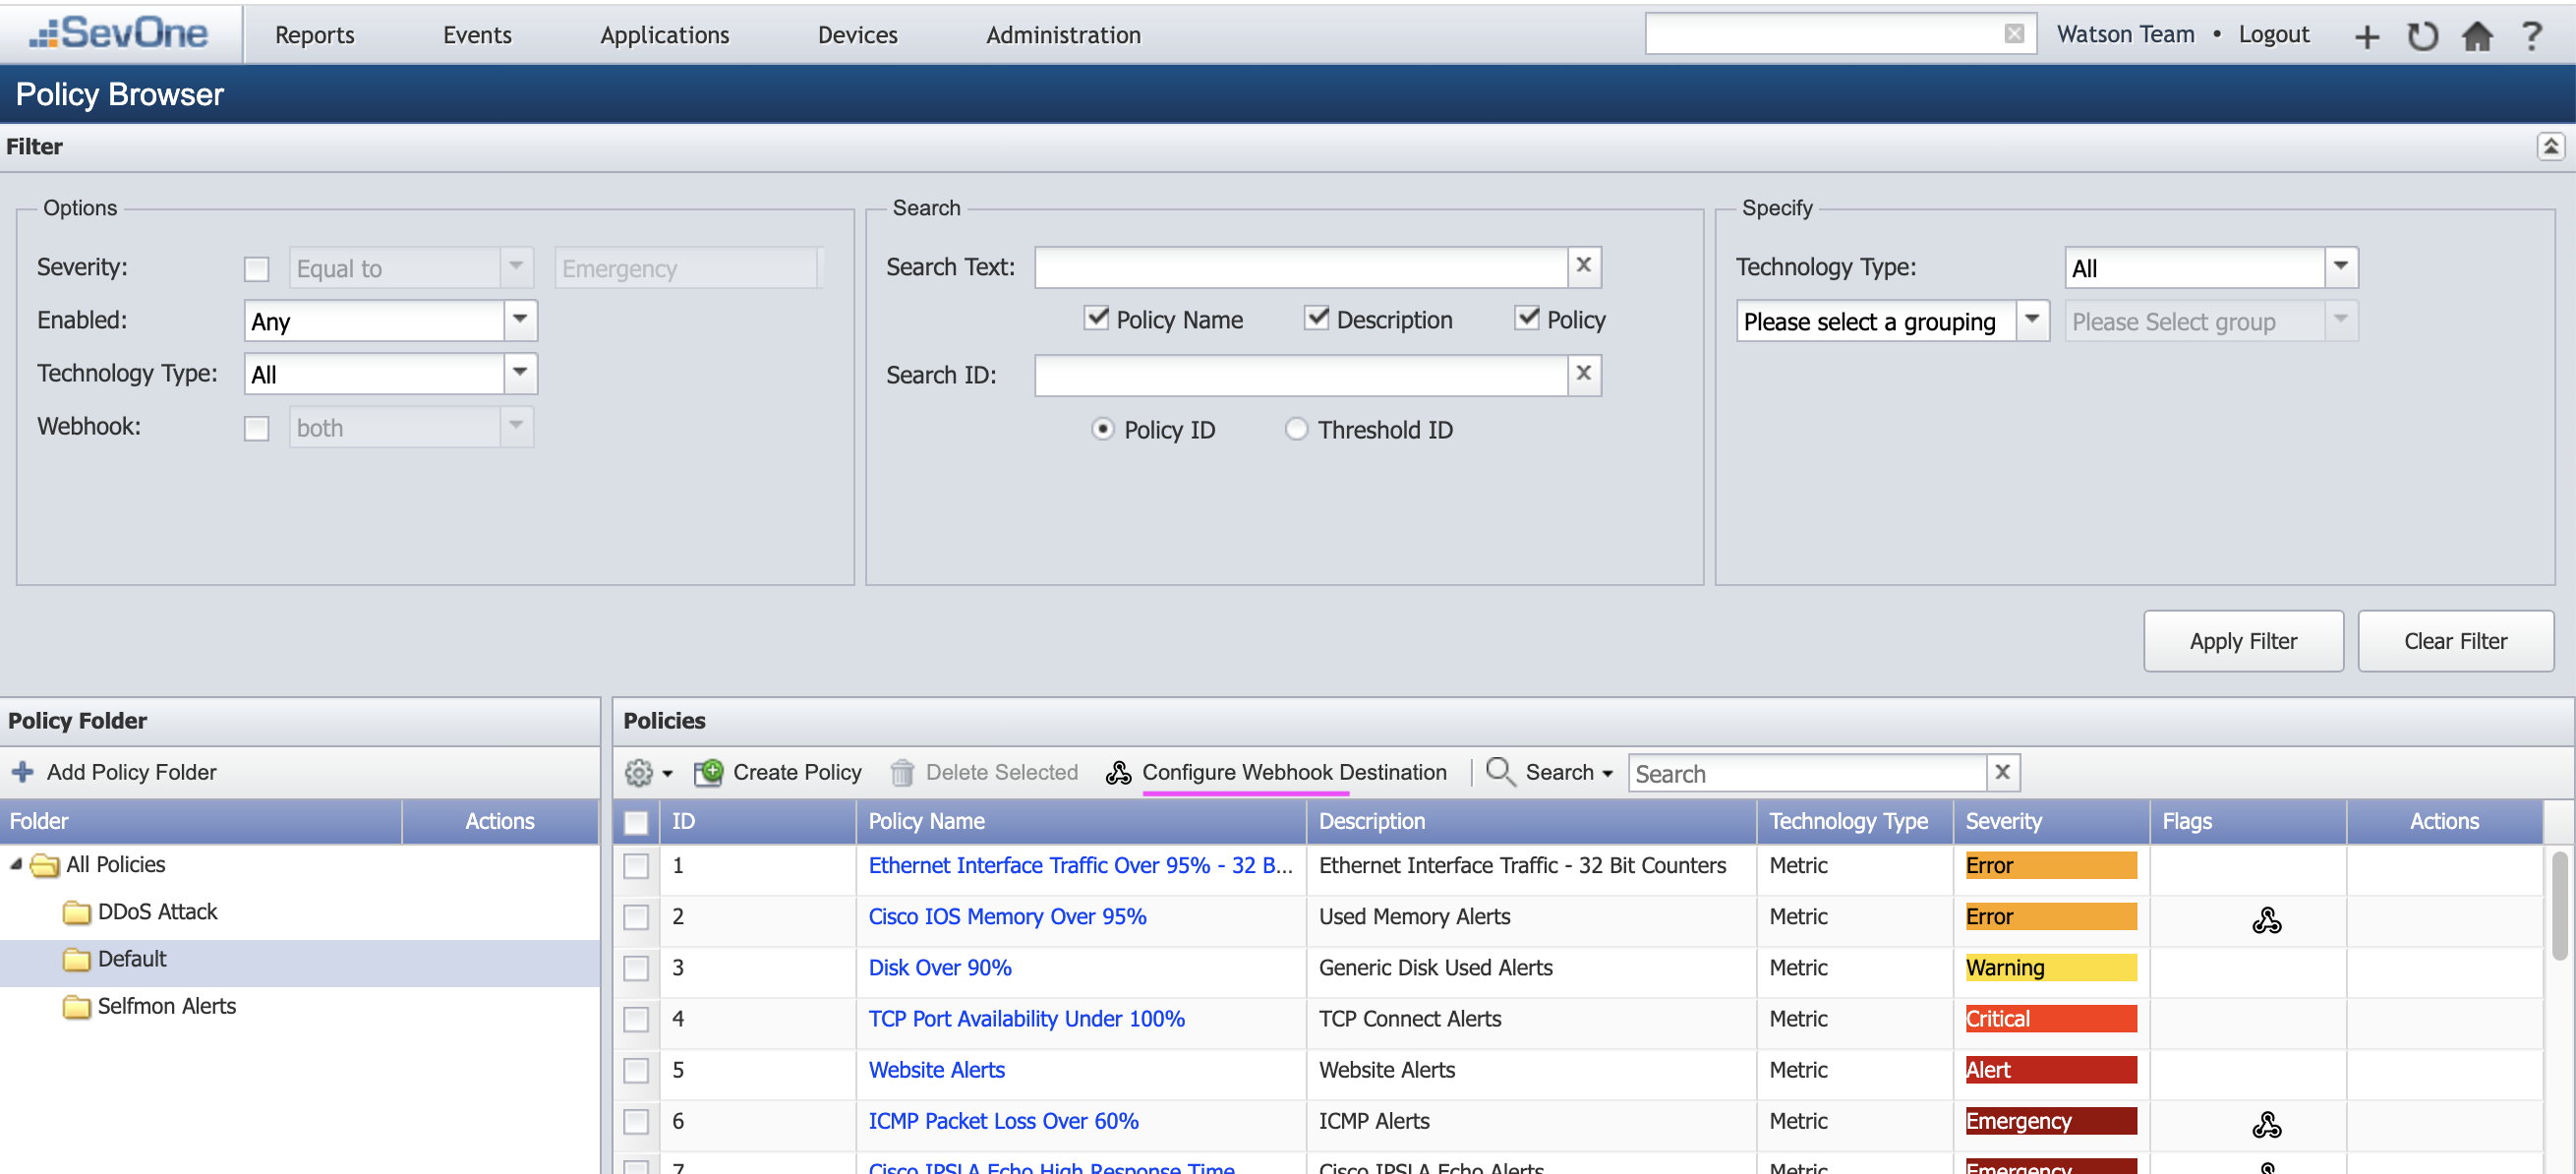 SevOne Reports Events Applications Devices Administration Watson Team • Logout + ?
Policy Browser
Filter
Options
Severity: Equal to Emergency
Enabled: Any
Technology Type: All
Webhook: both
Search
Search Text: x
Policy Name Description Policy
Search ID: x
Policy ID Threshold ID
Specify
Technology Type: All
Please select a grouping Please Select group
Apply Filter Clear Filter
Policy Folder
Add Policy Folder
Folder Actions
All Policies
DDoS Attack
Default
Selfmon Alerts
Policies
Create Policy Delete Selected Configure Webhook Destination Search Search x
ID Policy Name Description Technology Type Severity Flags Actions
1 Ethernet Interface Traffic Over 95% - 32 B... Ethernet Interface Traffic - 32 Bit Counters Metric Error
2 Cisco IOS Memory Over 95% Used Memory Alerts Metric Error
3 Disk Over 90% Generic Disk Used Alerts Metric Warning
4 TCP Port Availability Under 100% TCP Connect Alerts Metric Critical
5 Website Alerts Website Alerts Metric Alert
6 ICMP Packet Loss Over 60% ICMP Alerts Metric Emergency
7 Cisco IPSLA Echo High Response Time Cisco IPSLA Echo Alerts Metric Emergency